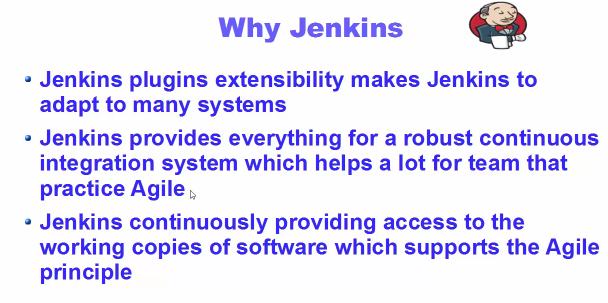 Why Jenkins
Jenkins plugins extensibility makes Jenkins to
adapt to many systems
Jenkins provides everything for a robust continuous
integration system which helps a lot for team that
practice Agile
Jenkins continuously providing access to the
working copies of software which supports the Agile
principle